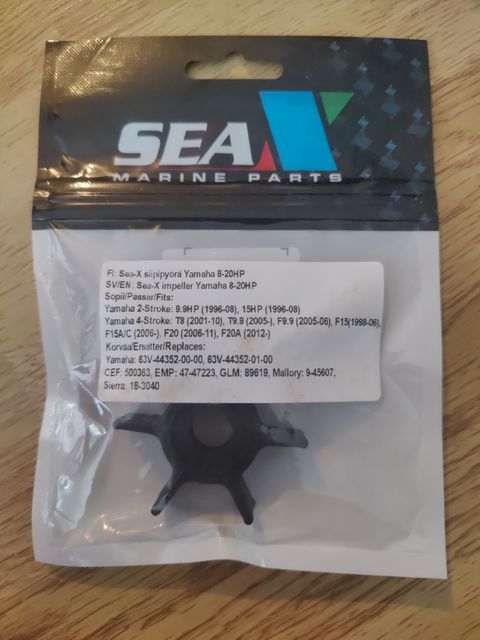 SEA X
MARINE PARTS
FI: Sea-X siipipyörä Yamaha 8-20HP
SV/EN: Sea-X impeller Yamaha 8-20HP
Sopii/Passar/Fits:
Yamaha 2-Stroke: 9.9HP (1996-08), 15HP (1996-08)
Yamaha 4-Stroke: T8 (2001-10), T9.9 (2005-), F9.9 (2005-06), F15(1998-06),
F15A/C (2006-), F20 (2006-11), F20A (2012-)
Korvaa/Ersätter/Replaces:
Yamaha: 63V-44352-00-00, 63V-44352-01-00
CEF: 500363, EMP: 47-47223, GLM: 89619, Mallory: 9-45607,
Sierra: 18-3040